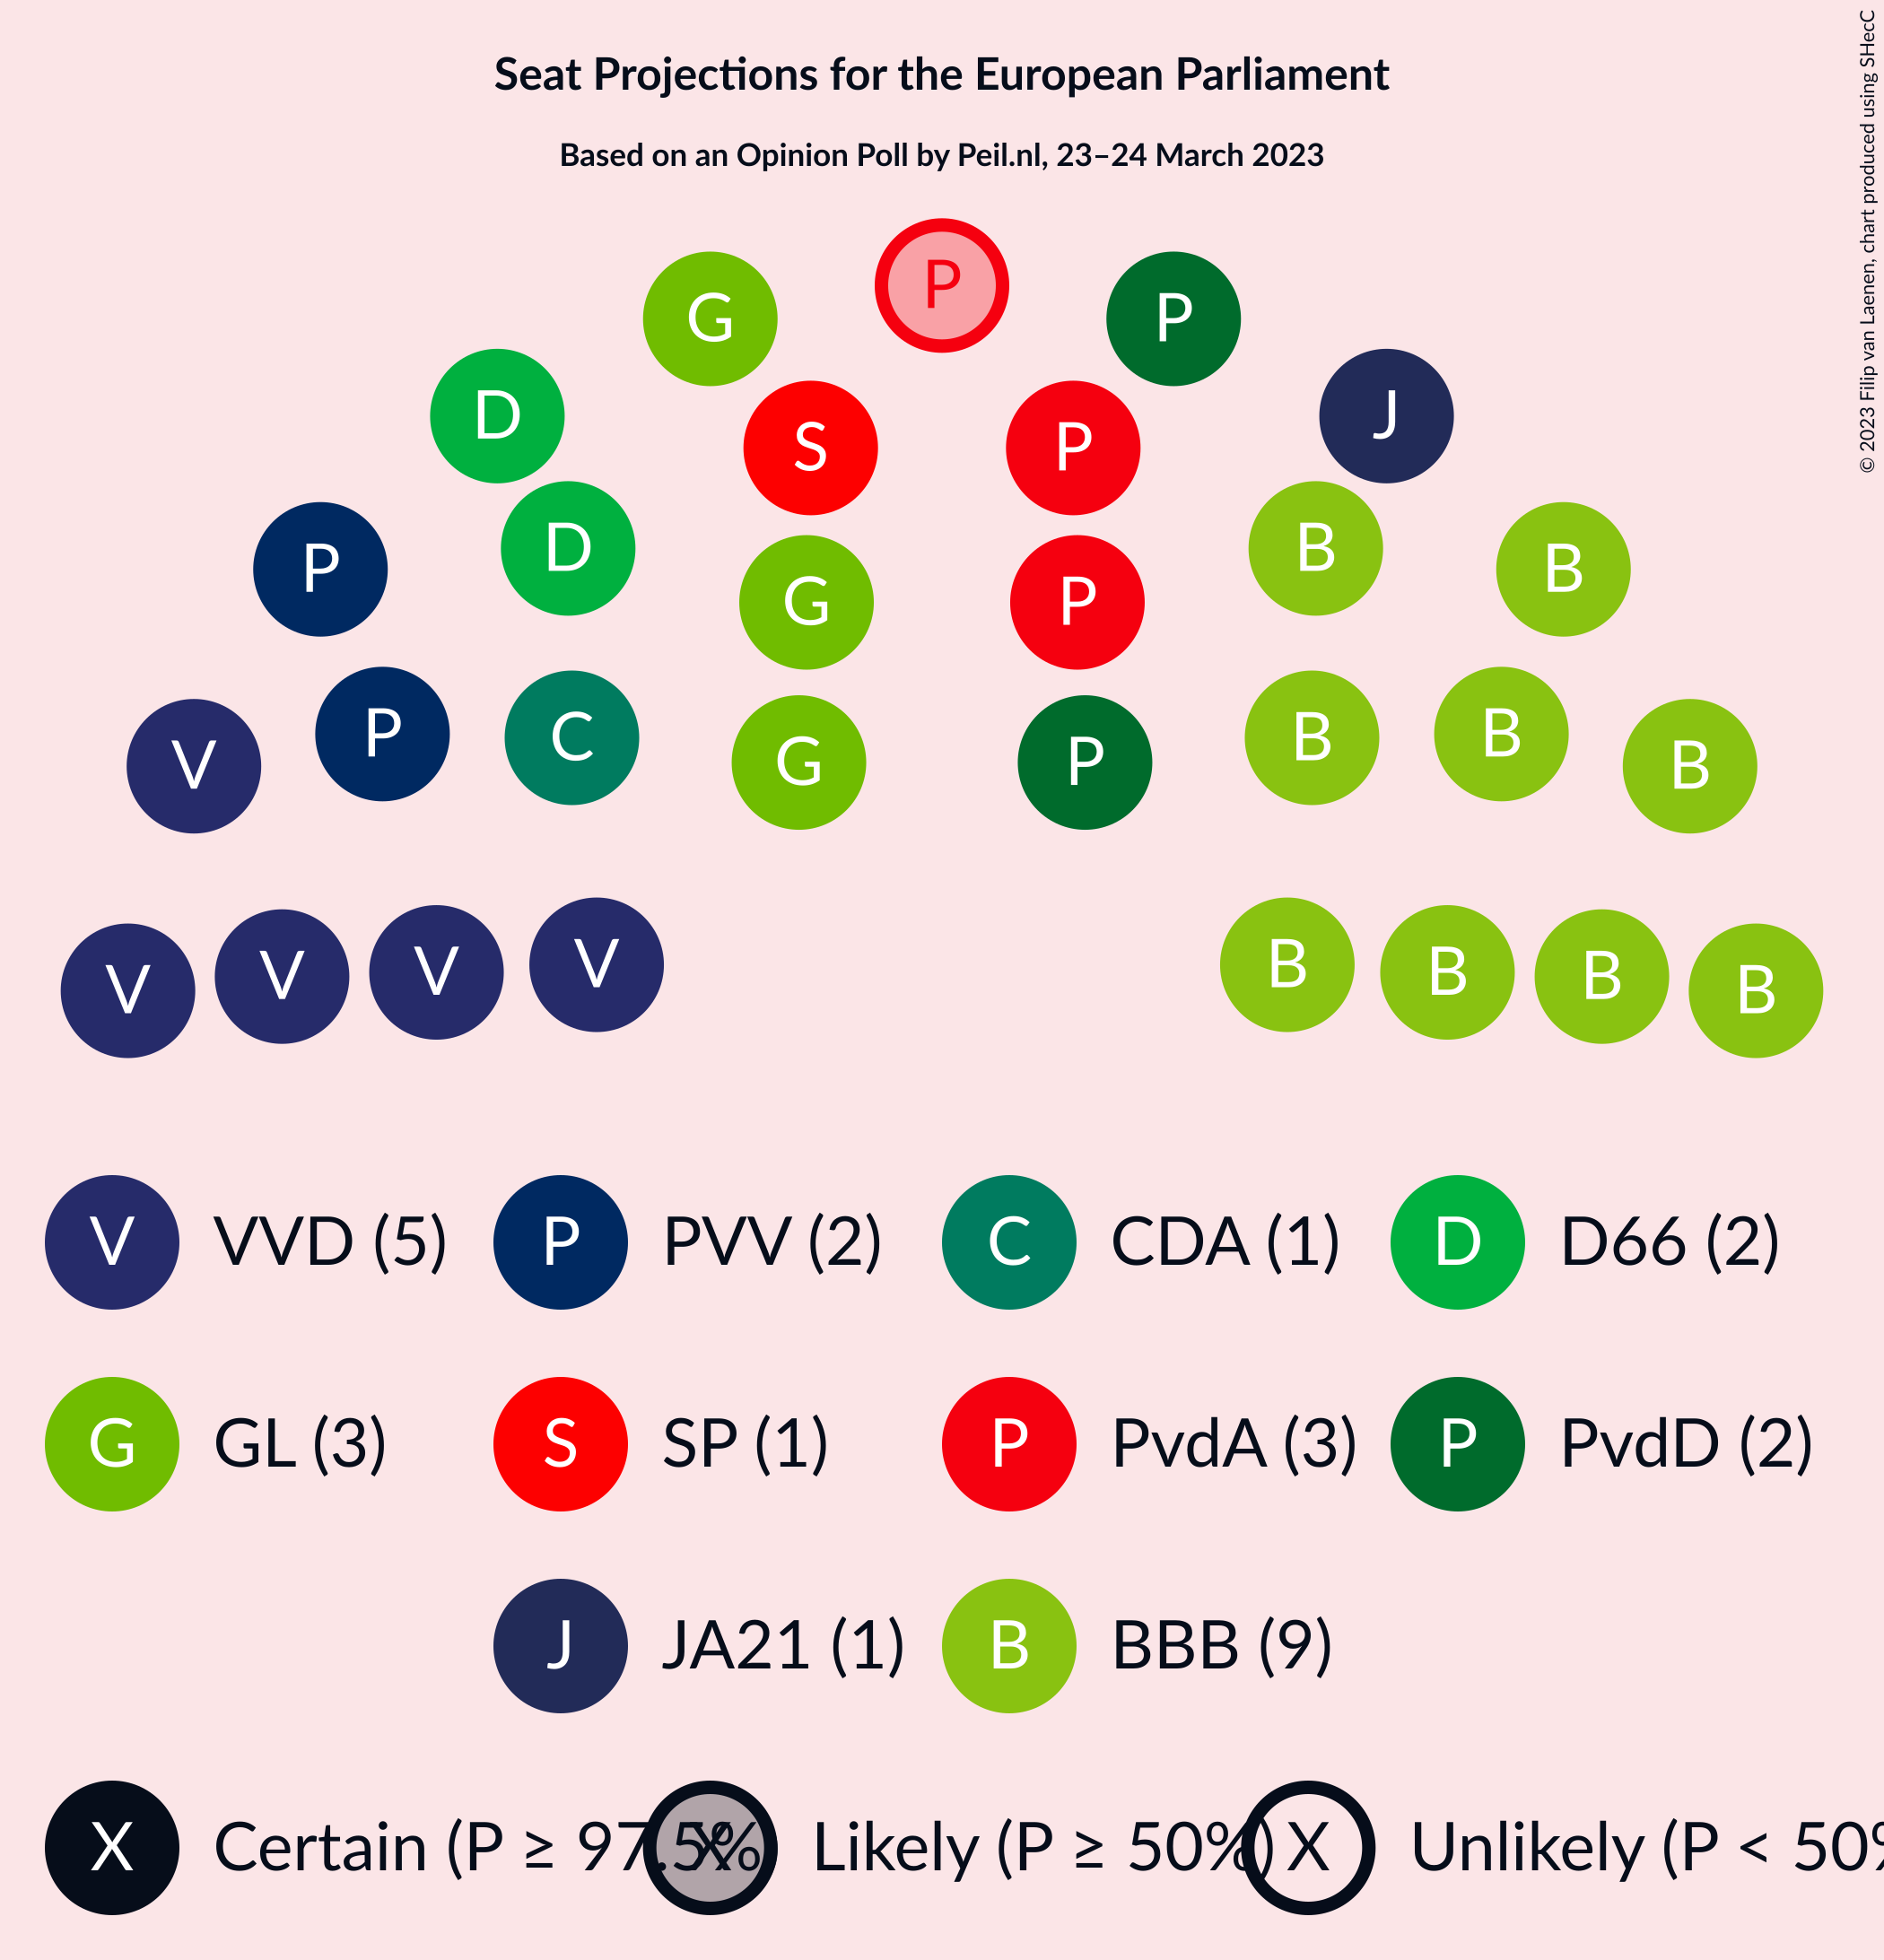 Seat Projections for the European Parliament
Based on an Opinion Poll by Peil.nl, 23–24 March 2023
© 2023 Filip van Laenen, chart produced using SHecC
P
G P
D J
S P
D B
P B
G P
V P C G P B B B
V V V V B B B B
V VVD (5) P PVV (2) C CDA (1) D D66 (2)
G GL (3) S SP (1) P PvdA (3) P PvdD (2)
J JA21 (1) B BBB (9)
X Certain (P ≥ 97.5% X Likely (P ≥ 50%) X Unlikely (P < 50%